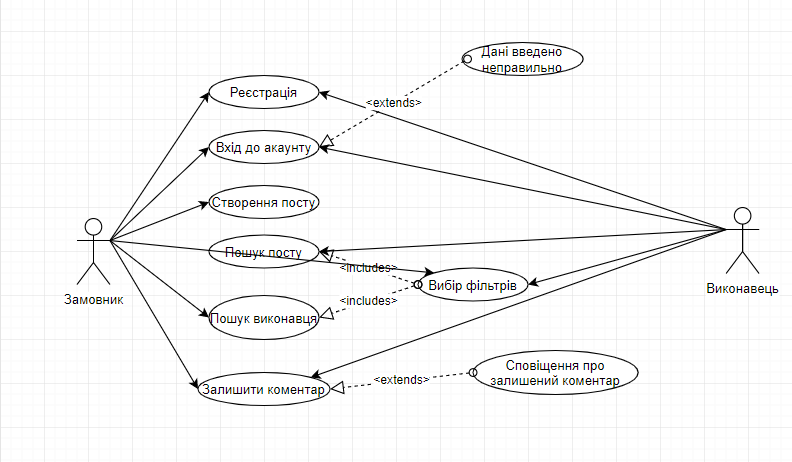 Дані введено
неправильно
Реєстрація
<extends>
Вхід до акаунту
Створення посту
Пошук посту
<includes>
Вибір фільтрів
Замовник
Виконавець
<includes>
Пошук виконавця
Сповіщення про
залишений коментар
<extends>
Залишити коментар